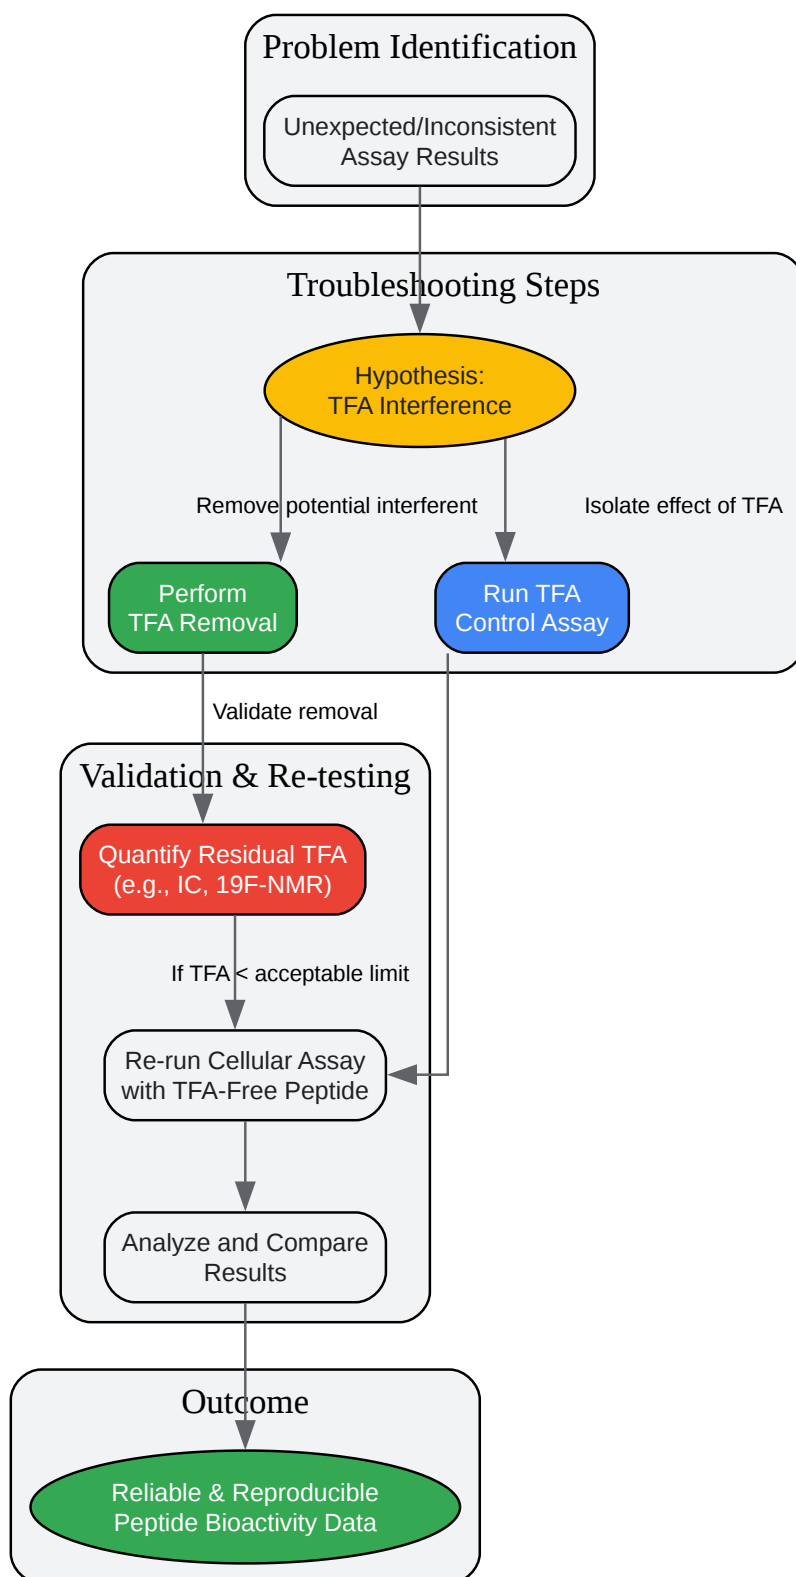 Problem Identification
Unexpected/Inconsistent
Assay Results
Troubleshooting Steps
Hypothesis:
TFA Interference
Remove potential interferent
Isolate effect of TFA
Perform
TFA Removal
Run TFA
Control Assay
Validate removal
Validation & Re-testing
Quantify Residual TFA
(e.g., IC, 19F-NMR)
If TFA < acceptable limit
Re-run Cellular Assay
with TFA-Free Peptide
Analyze and Compare
Results
Outcome
Reliable & Reproducible
Peptide Bioactivity Data